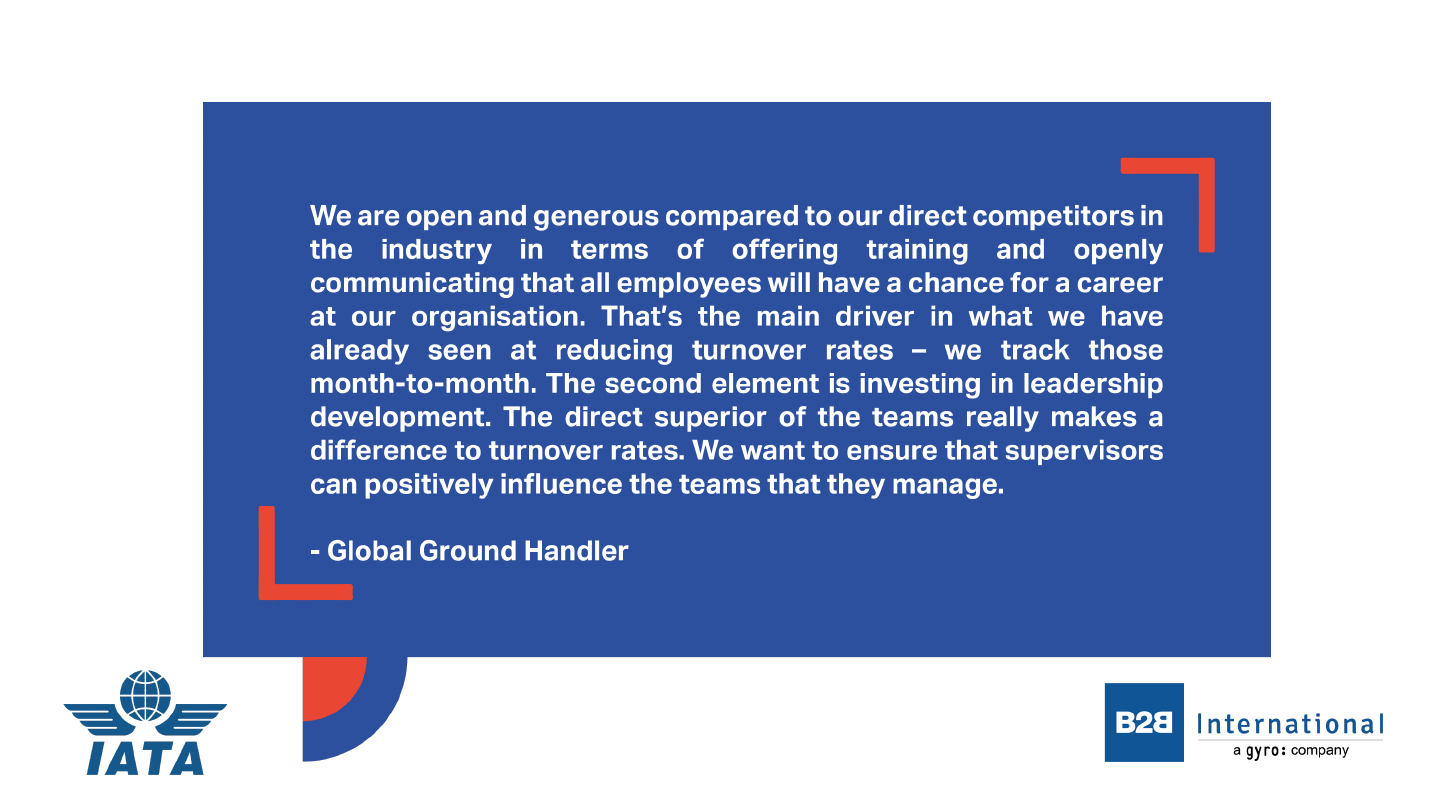 We are open and generous compared to our direct competitors in
the industry in terms of offering training and openly
communicating that all employees will have a chance for a career
at our organisation. That's the main driver in what we have
already seen at reducing turnover rates – we track those
month-to-month. The second element is investing in leadership
development. The direct superior of the teams really makes a
difference to turnover rates. We want to ensure that supervisors
can positively influence the teams that they manage.
- Global Ground Handler
IATA
B2B International
a gyro: company